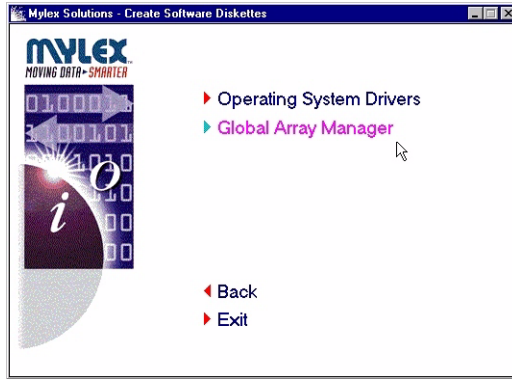 Mylex Solutions - Create Software Diskettes
MYLEX
MOVING DATA SMARTER
Operating System Drivers
Global Array Manager
Back
Exit